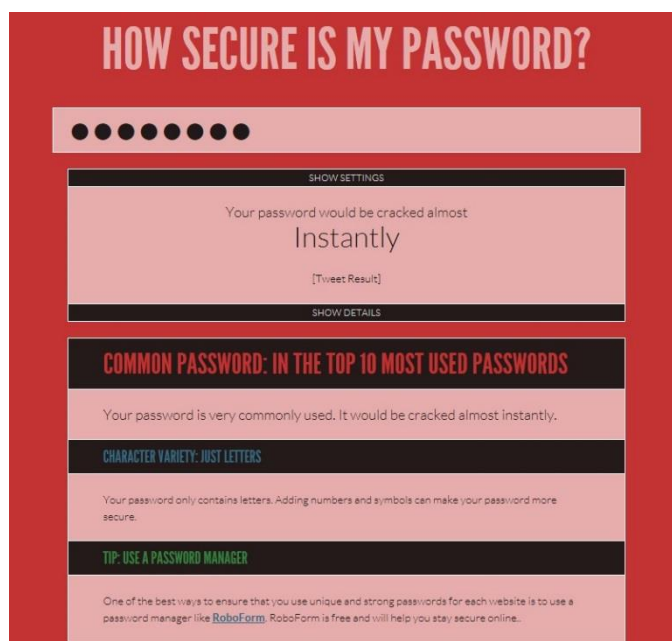 HOW SECURE IS MY PASSWORD?
●●●●●●●●
SHOW SETTINGS
Your password would be cracked almost
Instantly
[Tweet Result]
SHOW DETAILS
COMMON PASSWORD: IN THE TOP 10 MOST USED PASSWORDS
Your password is very commonly used. It would be cracked almost instantly.
CHARACTER VARIETY: JUST LETTERS
Your password only contains letters. Adding numbers and symbols can make your password more
secure.
TIP: USE A PASSWORD MANAGER
One of the best ways to ensure that you use unique and strong passwords for each website is to use a
password manager like RoboForm. RoboForm is free and will help you stay secure online..